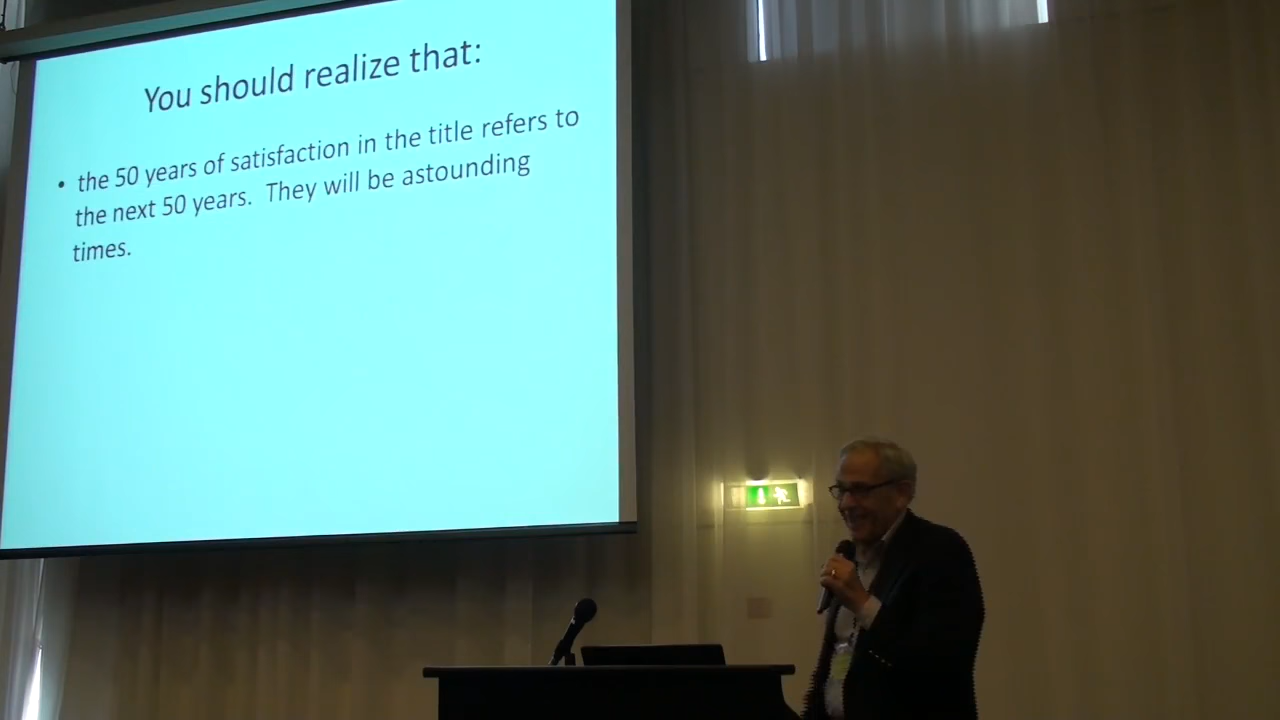 You should realize that:
• the 50 years of satisfaction in the title refers to
the next 50 years.  They will be astounding
times.